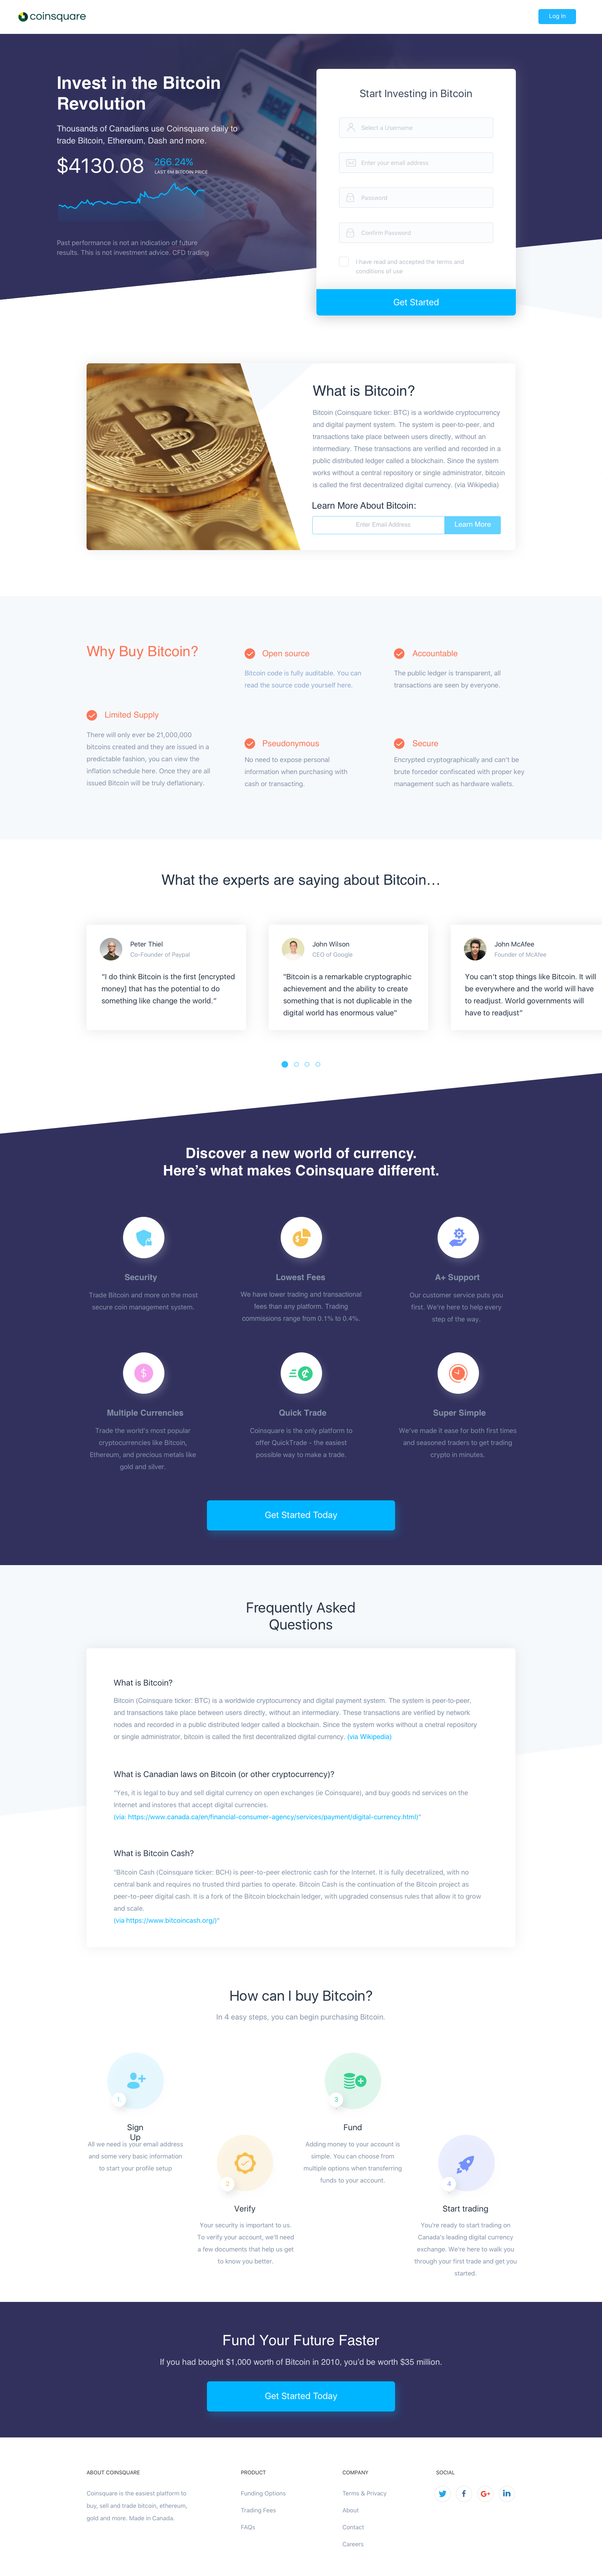 coinsquare
Log In
Invest in the Bitcoin
Revolution
Thousands of Canadians use Coinsquare daily to
trade Bitcoin, Ethereum, Dash and more.
$4130.08
266.24%
LAST 6M BITCOIN PRICE
Past performance is not an indication of future
results. This is not investment advice. CFD trading
Start Investing in Bitcoin
Select a Username
Enter your email address
Password
Confirm Password
I have read and accepted the terms and
conditions of use
Get Started
What is Bitcoin?
Bitcoin (Coinsquare ticker: BTC) is a worldwide cryptocurrency
and digital payment system. The system is peer-to-peer, and
transactions take place between users directly, without an
intermediary. These transactions are verified and recorded in a
public distributed ledger called a blockchain. Since the system
works without a central repository or single administrator, bitcoin
is called the first decentralized digital currency. (via Wikipedia)
Learn More About Bitcoin:
Enter Email Address
Learn More
Why Buy Bitcoin?
Open source
Bitcoin code is fully auditable. You can
read the source code yourself here.
Accountable
The public ledger is transparent, all
transactions are seen by everyone.
Limited Supply
There will only ever be 21,000,000
bitcoins created and they are issued in a
predictable fashion, you can view the
inflation schedule here. Once they are all
issued Bitcoin will be truly deflationary.
Pseudonymous
No need to expose personal
information when purchasing with
cash or transacting.
Secure
Encrypted cryptographically and can't be
brute forcedor confiscated with proper key
management such as hardware wallets.
What the experts are saying about Bitcoin...
Peter Thiel
Co-Founder of Paypal
"I do think Bitcoin is the first [encrypted
money] that has the potential to do
something like change the world."
John Wilson
CEO of Google
"Bitcoin is a remarkable cryptographic
achievement and the ability to create
something that is not duplicable in the
digital world has enormous value"
John McAfee
Founder of McAfee
You can't stop things like Bitcoin. It will
be everywhere and the world will have
to readjust. World governments will
have to readjust"
Discover a new world of currency.
Here's what makes Coinsquare different.
Security
Trade Bitcoin and more on the most
secure coin management system.
Lowest Fees
We have lower trading and transactional
fees than any platform. Trading
commissions range from 0.1% to 0.4%.
A+ Support
Our customer service puts you
first. We're here to help every
step of the way.
Multiple Currencies
Trade the world's most popular
cryptocurrencies like Bitcoin,
Ethereum, and precious metals like
gold and silver.
Quick Trade
Coinsquare is the only platform to
offer QuickTrade - the easiest
possible way to make a trade.
Super Simple
We've made it ease for both first times
and seasoned traders to get trading
crypto in minutes.
Get Started Today
Frequently Asked
Questions
What is Bitcoin?
Bitcoin (Coinsquare ticker: BTC) is a worldwide cryptocurrency and digital payment system. The system is peer-to-peer,
and transactions take place between users directly, without an intermediary. These transactions are verified by network
nodes and recorded in a public distributed ledger called a blockchain. Since the system works without a cnetral repository
or single administrator, bitcoin is called the first decentralized digital currency. (via Wikipedia)
What is Canadian laws on Bitcoin (or other cryptocurrency)?
"Yes, it is legal to buy and sell digital currency on open exchanges (ie Coinsquare), and buy goods nd services on the
Internet and instores that accept digital currencies.
(via: https://www.canada.ca/en/financial-consumer-agency/services/payment/digital-currency.html)"
What is Bitcoin Cash?
"Bitcoin Cash (Coinsquare ticker: BCH) is peer-to-peer electronic cash for the Internet. It is fully decetralized, with no
central bank and requires no trusted third parties to operate. Bitcoin Cash is the continuation of the Bitcoin project as
peer-to-peer digital cash. It is a fork of the Bitcoin blockchain ledger, with upgraded consensus rules that allow it to grow
and scale.
(via https://www.bitcoincash.org/)"
How can I buy Bitcoin?
In 4 easy steps, you can begin purchasing Bitcoin.
1
Sign
Up
All we need is your email address
and some very basic information
to start your profile setup
2
Verify
Your security is important to us.
To verify your account, we'll need
a few documents that help us get
to know you better.
3
Fund
Adding money to your account is
simple. You can choose from
multiple options when transferring
funds to your account.
4
Start trading
You're ready to start trading on
Canada's leading digital currency
exchange. We're here to walk you
through your first trade and get you
started.
Fund Your Future Faster
If you had bought $1,000 worth of Bitcoin in 2010, you'd be worth $35 million.
Get Started Today
ABOUT COINSQUARE
Coinsquare is the easiest platform to
buy, sell and trade bitcoin, ethereum,
gold and more. Made in Canada.
PRODUCT
Funding Options
Trading Fees
FAQs
COMPANY
Terms & Privacy
About
Contact
Careers
SOCIAL